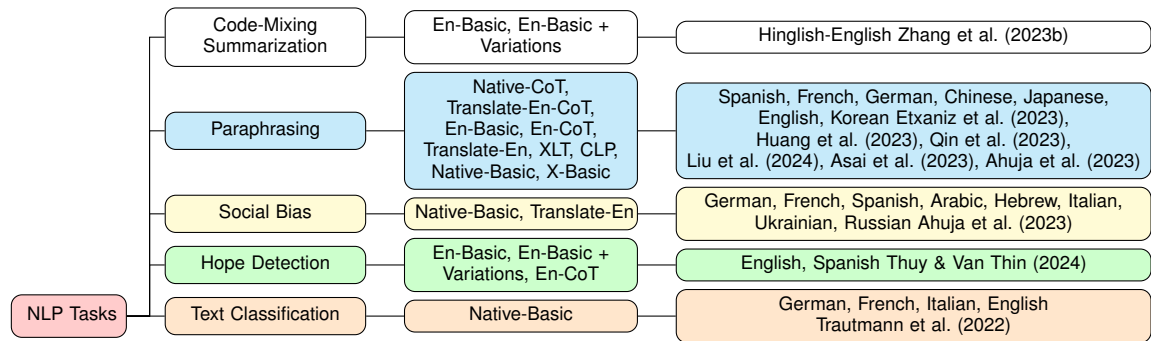 Code-Mixing
Summarization
En-Basic, En-Basic +
Variations
Hinglish-English Zhang et al. (2023b)
Paraphrasing
Native-CoT,
Translate-En-CoT,
En-Basic, En-CoT,
Translate-En, XLT, CLP,
Native-Basic, X-Basic
Spanish, French, German, Chinese, Japanese,
English, Korean Etxaniz et al. (2023),
Huang et al. (2023), Qin et al. (2023),
Liu et al. (2024), Asai et al. (2023), Ahuja et al. (2023)
Social Bias
Native-Basic, Translate-En
German, French, Spanish, Arabic, Hebrew, Italian,
Ukrainian, Russian Ahuja et al. (2023)
Hope Detection
En-Basic, En-Basic +
Variations, En-CoT
English, Spanish Thuy & Van Thin (2024)
NLP Tasks
Text Classification
Native-Basic
German, French, Italian, English
Trautmann et al. (2022)